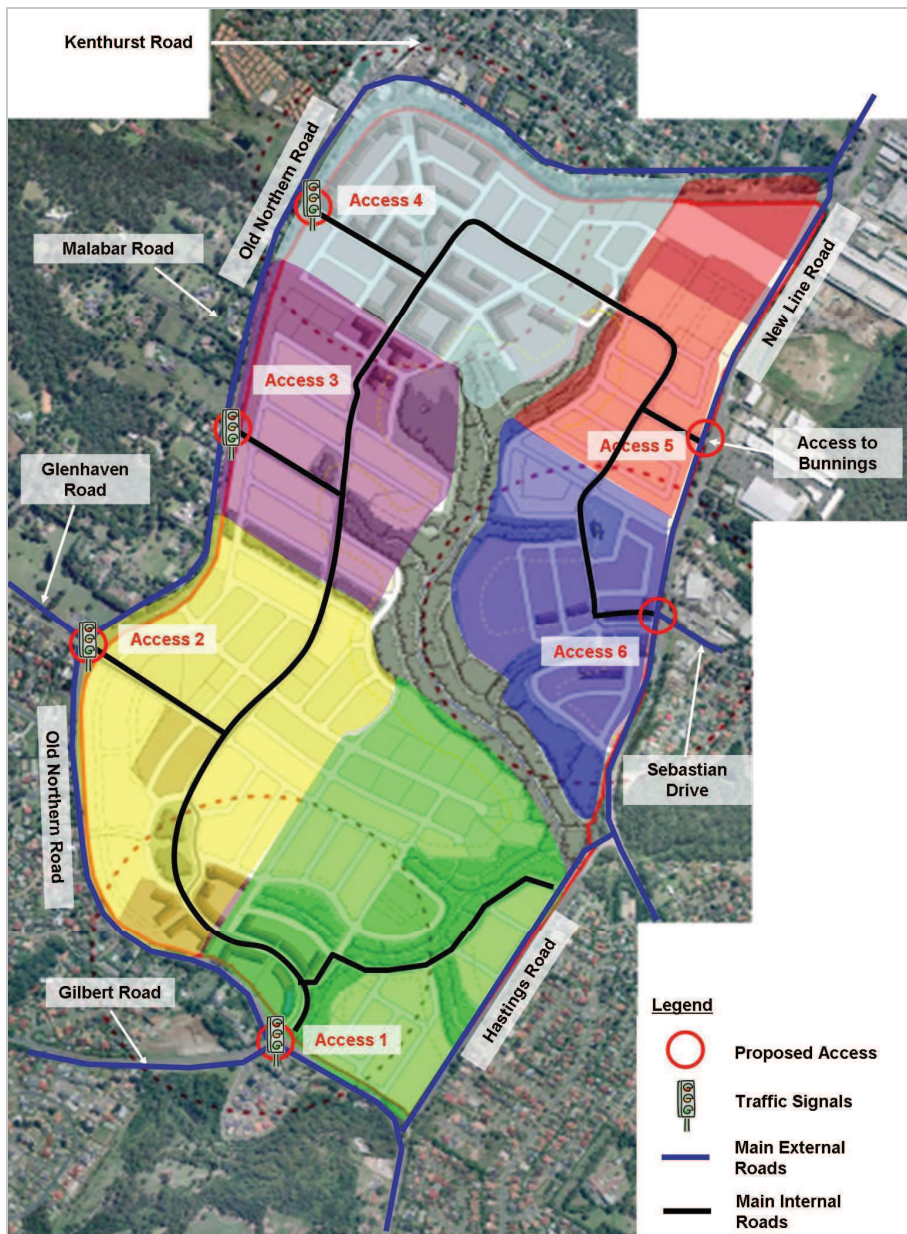 Kenthurst Road
Old Northern Road
Access 4
Malabar Road
New Line Road
Access 3
Access 5
Access to
Bunnings
Glenhaven
Road
Access 2
Access 6
Old Northern Road
Sebastian
Drive
Hastings Road
Gilbert Road
Access 1
Legend
Proposed Access
Traffic Signals
Main External
Roads
Main Internal
Roads